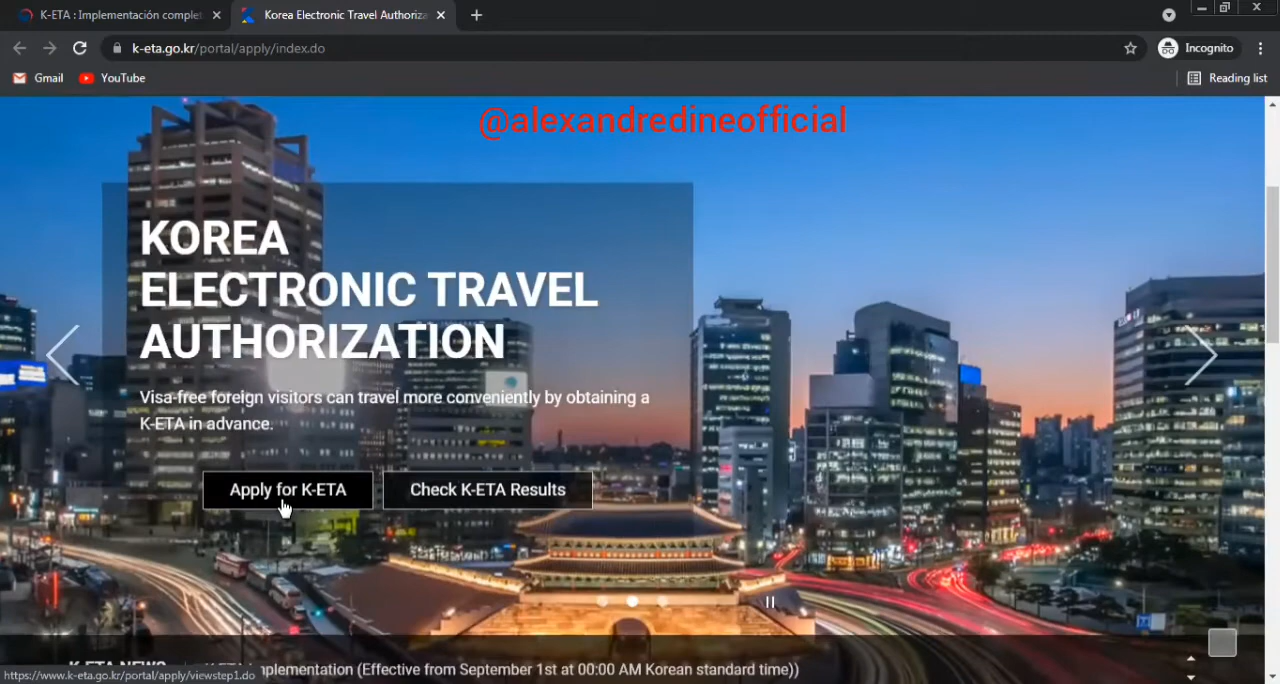 K-ETA : Implementación complet
Korea Electronic Travel Authoriza
k-eta.go.kr/portal/apply/index.do
Incognito
Gmail
YouTube
Reading list
@alexandredineofficial
KOREA
ELECTRONIC TRAVEL
AUTHORIZATION
Visa-free foreign visitors can travel more conveniently by obtaining a
K-ETA in advance.
Apply for K-ETA
Check K-ETA Results
K-ETA NEWS
mplementation (Effective from September 1st at 00:00 AM Korean standard time))
https://www.k-eta.go.kr/portal/apply/viewstep1.do